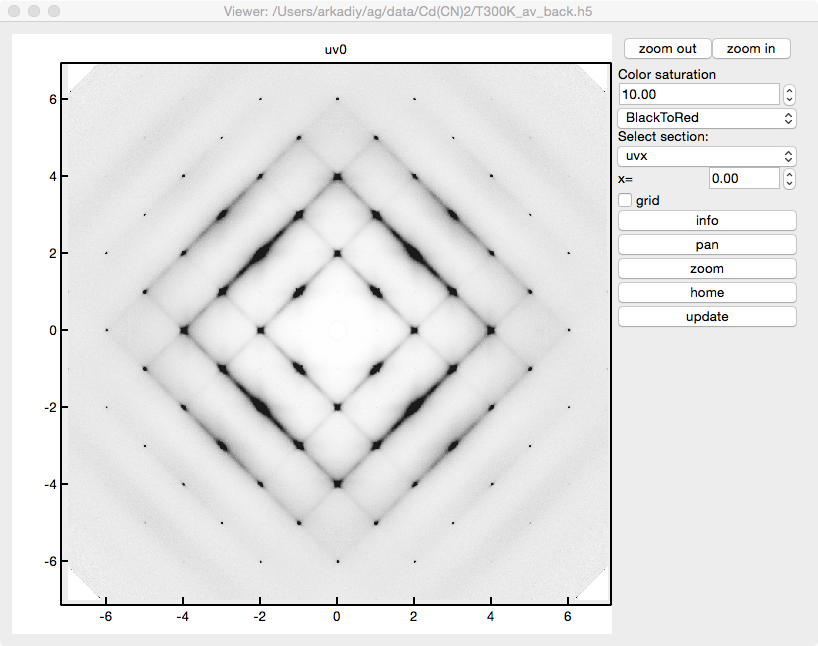 Viewer: /Users/arkadiy/ag/data/Cd(CN)2/T300K_av_back.h5
uv0
zoom out zoom in
Color saturation
10.00
BlackToRed
Select section:
uvx
x= 0.00
grid
info
pan
zoom
home
update
6
4
2
0
-2
-4
-6
-6 -4 -2 0 2 4 6